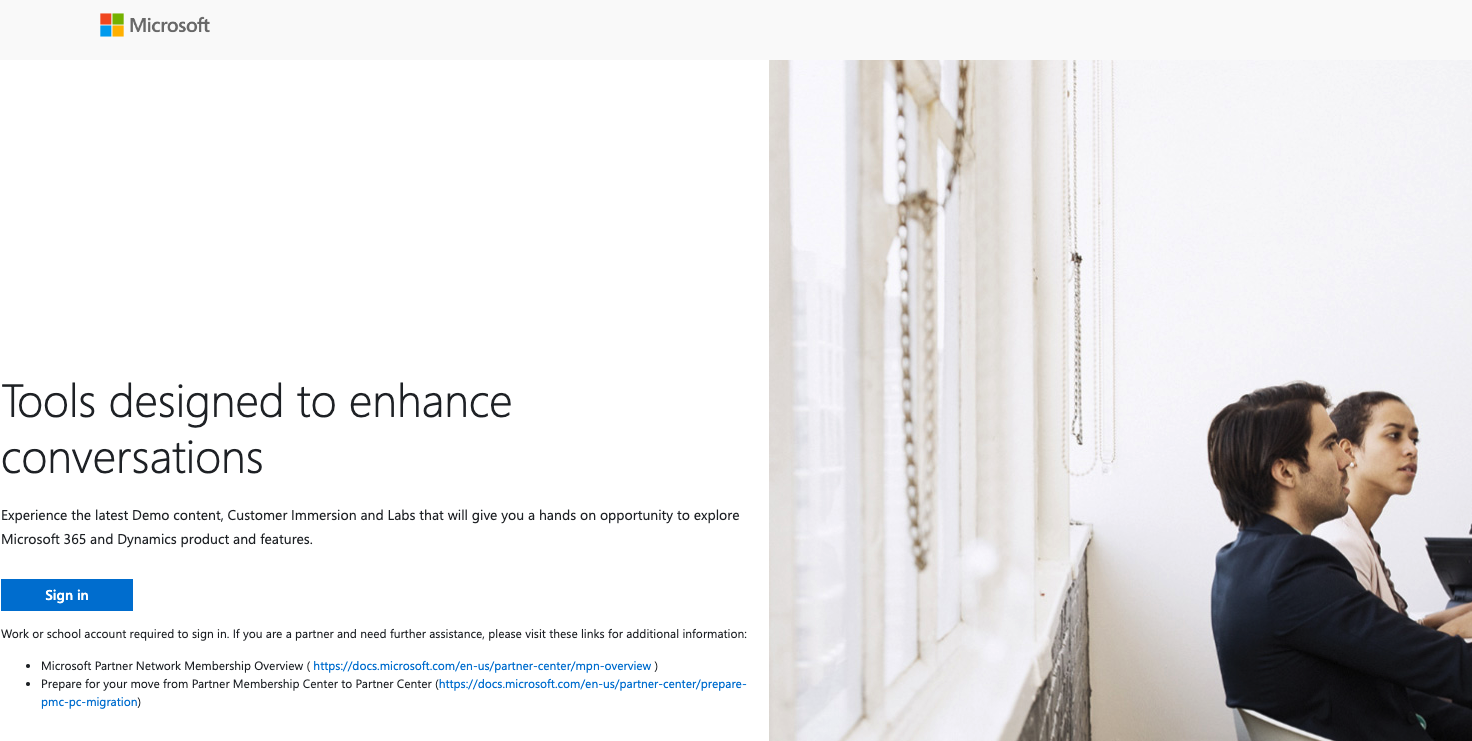 Microsoft
Tools designed to enhance
conversations
Experience the latest Demo content, Customer Immersion and Labs that will give you a hands on opportunity to explore
Microsoft 365 and Dynamics product and features.
Sign in
Work or school account required to sign in. If you are a partner and need further assistance, please visit these links for additional information:
• Microsoft Partner Network Membership Overview ( https://docs.microsoft.com/en-us/partner-center/mpn-overview )
• Prepare for your move from Partner Membership Center to Partner Center (https://docs.microsoft.com/en-us/partner-center/prepare-
pmc-pc-migration)